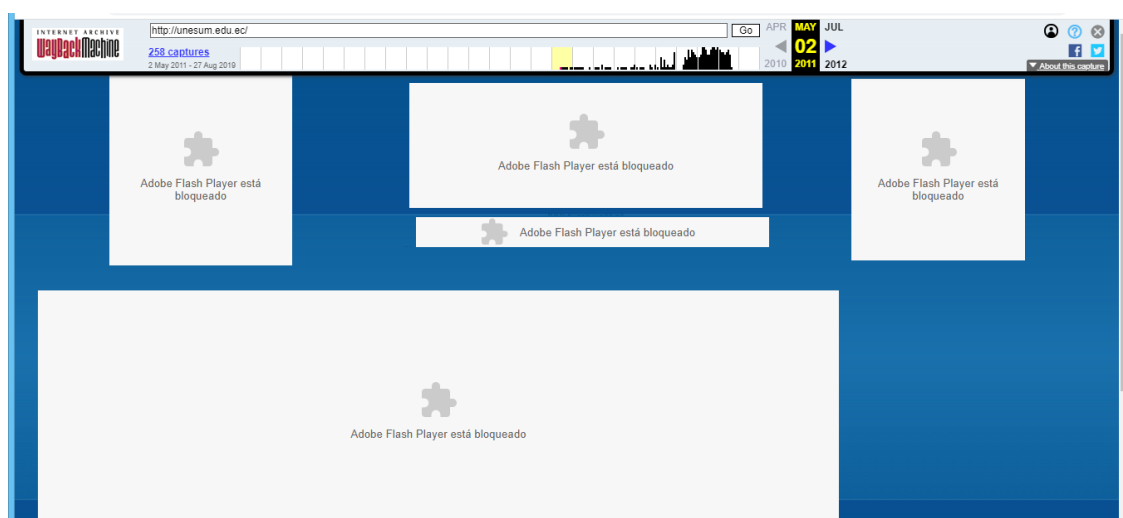 INTERNET ARCHIVE
WayBackMachine
http://unesum.edu.ec/
Go
258 captures
2 May 2011 - 27 Aug 2019
APR MAY JUL
02
2010 2011 2012
About this capture
Adobe Flash Player está
bloqueado
Adobe Flash Player está bloqueado
Adobe Flash Player está
bloqueado
Adobe Flash Player está bloqueado
Adobe Flash Player está bloqueado